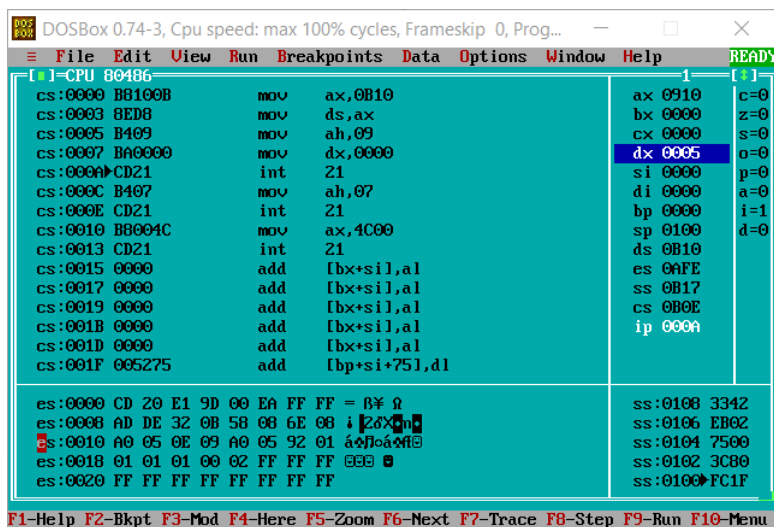 DOS BOX DOSBox 0.74-3, Cpu speed: max 100% cycles, Frameskip 0, Prog...
≡ File Edit View Run Breakpoints Data Options Window Help READY
[■]=CPU 80486 1 [↕]
cs:0000 B8100B mov ax,0B10 ax 0910 c=0
cs:0003 8ED8 mov ds,ax bx 0000 z=0
cs:0005 B409 mov ah,09 cx 0000 s=0
cs:0007 BA0000 mov dx,0000 dx 0005 o=0
cs:000A►CD21 int 21 si 0000 p=0
cs:000C B407 mov ah,07 di 0000 a=0
cs:000E CD21 int 21 bp 0000 i=1
cs:0010 B8004C mov ax,4C00 sp 0100 d=0
cs:0013 CD21 int 21 ds 0B10
cs:0015 0000 add [bx+si],al es 0AFE
cs:0017 0000 add [bx+si],al ss 0B17
cs:0019 0000 add [bx+si],al cs 0B0E
cs:001B 0000 add [bx+si],al ip 000A
cs:001D 0000 add [bx+si],al
cs:001F 005275 add [bp+si+75],dl
es:0000 CD 20 E1 9D 00 EA FF FF = ß¥ Ω ss:0108 3342
es:0008 AD DE 32 0B 58 08 6E 08 ss:0106 EB02
es:0010 A0 05 0E 09 A0 05 92 01 ss:0104 7500
es:0018 01 01 01 00 02 FF FF FF ☺☺☺ ☻ ss:0102 3C80
es:0020 FF FF FF FF FF FF FF FF ss:0100►FC1F
F1-Help F2-Bkpt F3-Mod F4-Here F5-Zoom F6-Next F7-Trace F8-Step F9-Run F10-Menu